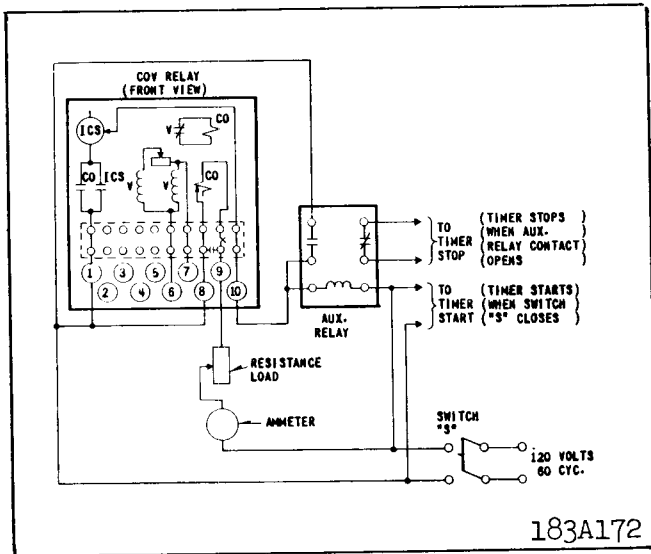 COV RELAY
(FRONT VIEW)
ICS
V
CO
CO
ICS
V
V
CO
1
2
3
4
5
6
7
8
9
10
AUX.
RELAY
TO
TIMER
STOP
(TIMER STOPS
WHEN AUX.
RELAY CONTACT
OPENS
TO
TIMER
START
(TIMER STARTS
WHEN SWITCH
"S" CLOSES
RESISTANCE
LOAD
AMMETER
SWITCH
"S"
120 VOLTS
60 CYC.
183A172